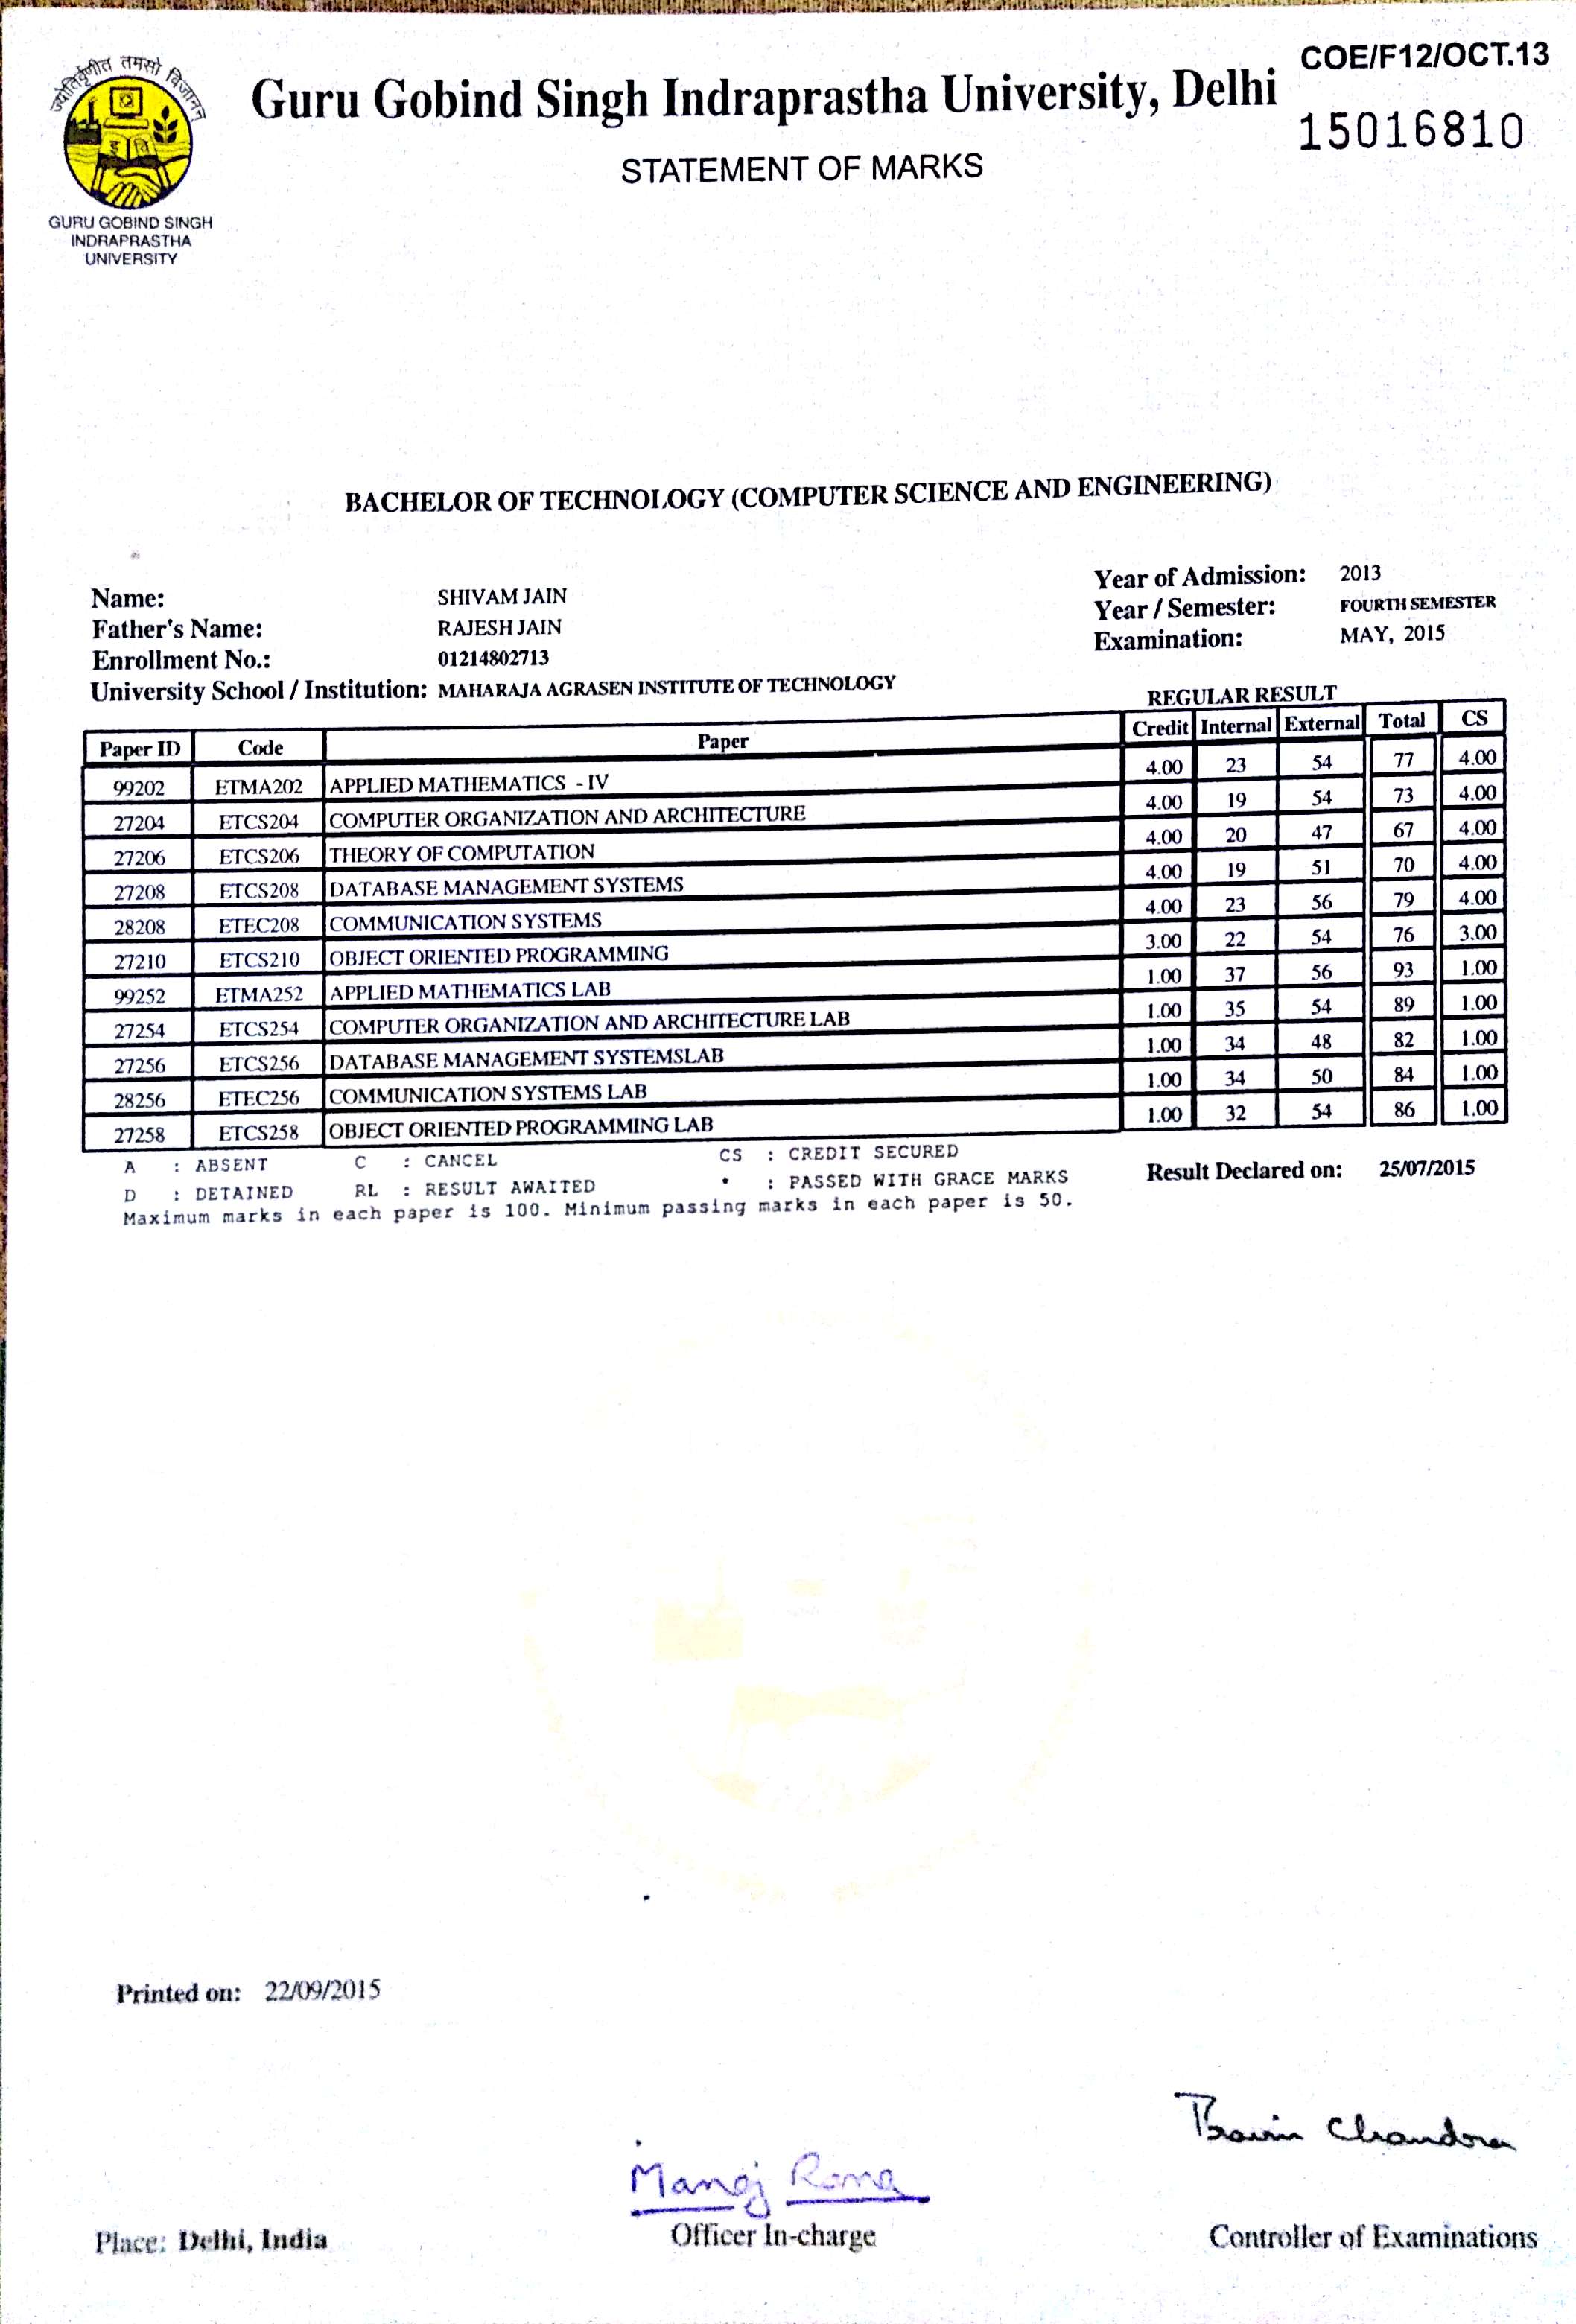 ज्योतिर्वृणीत तमसो विजानन
GURU GOBIND SINGH
INDRAPRASTHA
UNIVERSITY
Guru Gobind Singh Indraprastha University, Delhi
STATEMENT OF MARKS
COE/F12/OCT.13
15016810
BACHELOR OF TECHNOLOGY (COMPUTER SCIENCE AND ENGINEERING)
Name: SHIVAM JAIN
Father's Name: RAJESH JAIN
Enrollment No.: 01214802713
University School / Institution: MAHARAJA AGRASEN INSTITUTE OF TECHNOLOGY
Year of Admission: 2013
Year / Semester: FOURTH SEMESTER
Examination: MAY, 2015
REGULAR RESULT
Paper ID Code Paper Credit Internal External Total CS
99202 ETMA202 APPLIED MATHEMATICS - IV 4.00 23 54 77 4.00
27204 ETCS204 COMPUTER ORGANIZATION AND ARCHITECTURE 4.00 19 54 73 4.00
27206 ETCS206 THEORY OF COMPUTATION 4.00 20 47 67 4.00
27208 ETCS208 DATABASE MANAGEMENT SYSTEMS 4.00 19 51 70 4.00
28208 ETEC208 COMMUNICATION SYSTEMS 4.00 23 56 79 4.00
27210 ETCS210 OBJECT ORIENTED PROGRAMMING 3.00 22 54 76 3.00
99252 ETMA252 APPLIED MATHEMATICS LAB 1.00 37 56 93 1.00
27254 ETCS254 COMPUTER ORGANIZATION AND ARCHITECTURE LAB 1.00 35 54 89 1.00
27256 ETCS256 DATABASE MANAGEMENT SYSTEMSLAB 1.00 34 48 82 1.00
28256 ETEC256 COMMUNICATION SYSTEMS LAB 1.00 34 50 84 1.00
27258 ETCS258 OBJECT ORIENTED PROGRAMMING LAB 1.00 32 54 86 1.00
A : ABSENT C : CANCEL CS : CREDIT SECURED
D : DETAINED RL : RESULT AWAITED * : PASSED WITH GRACE MARKS
Maximum marks in each paper is 100. Minimum passing marks in each paper is 50.
Result Declared on: 25/07/2015
Printed on: 22/09/2015
Manoj Rana
Chandra
Place: Delhi, India
Officer In-charge
Controller of Examinations